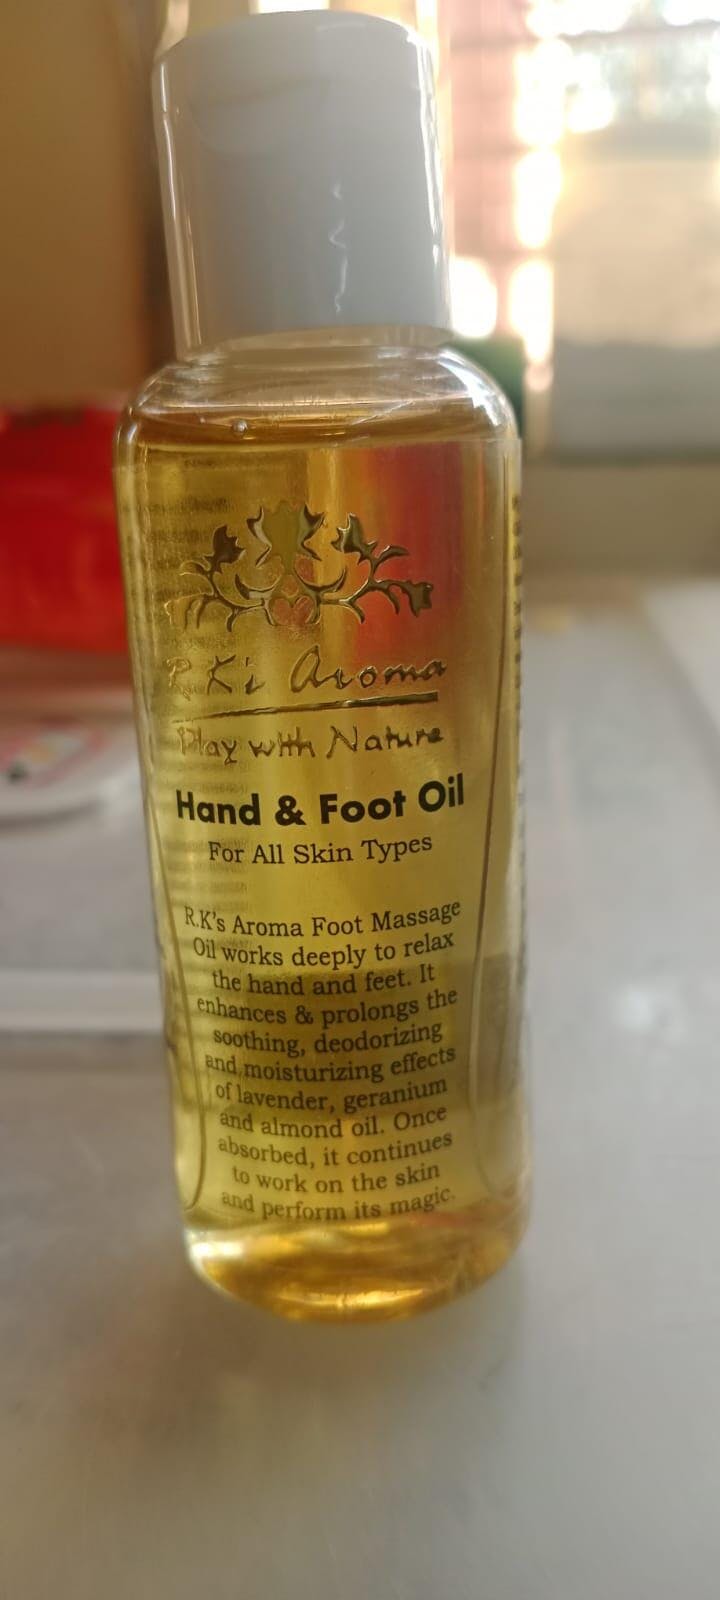 R.K's Aroma
Play with Nature
Hand & Foot Oil
For All Skin Types
R.K's Aroma Foot Massage
Oil works deeply to relax
the hand and feet. It
enhances & prolongs the
soothing, deodorizing
and moisturizing effects
of lavender, geranium
and almond oil. Once
absorbed, it continues
to work on the skin
and perform its magic.